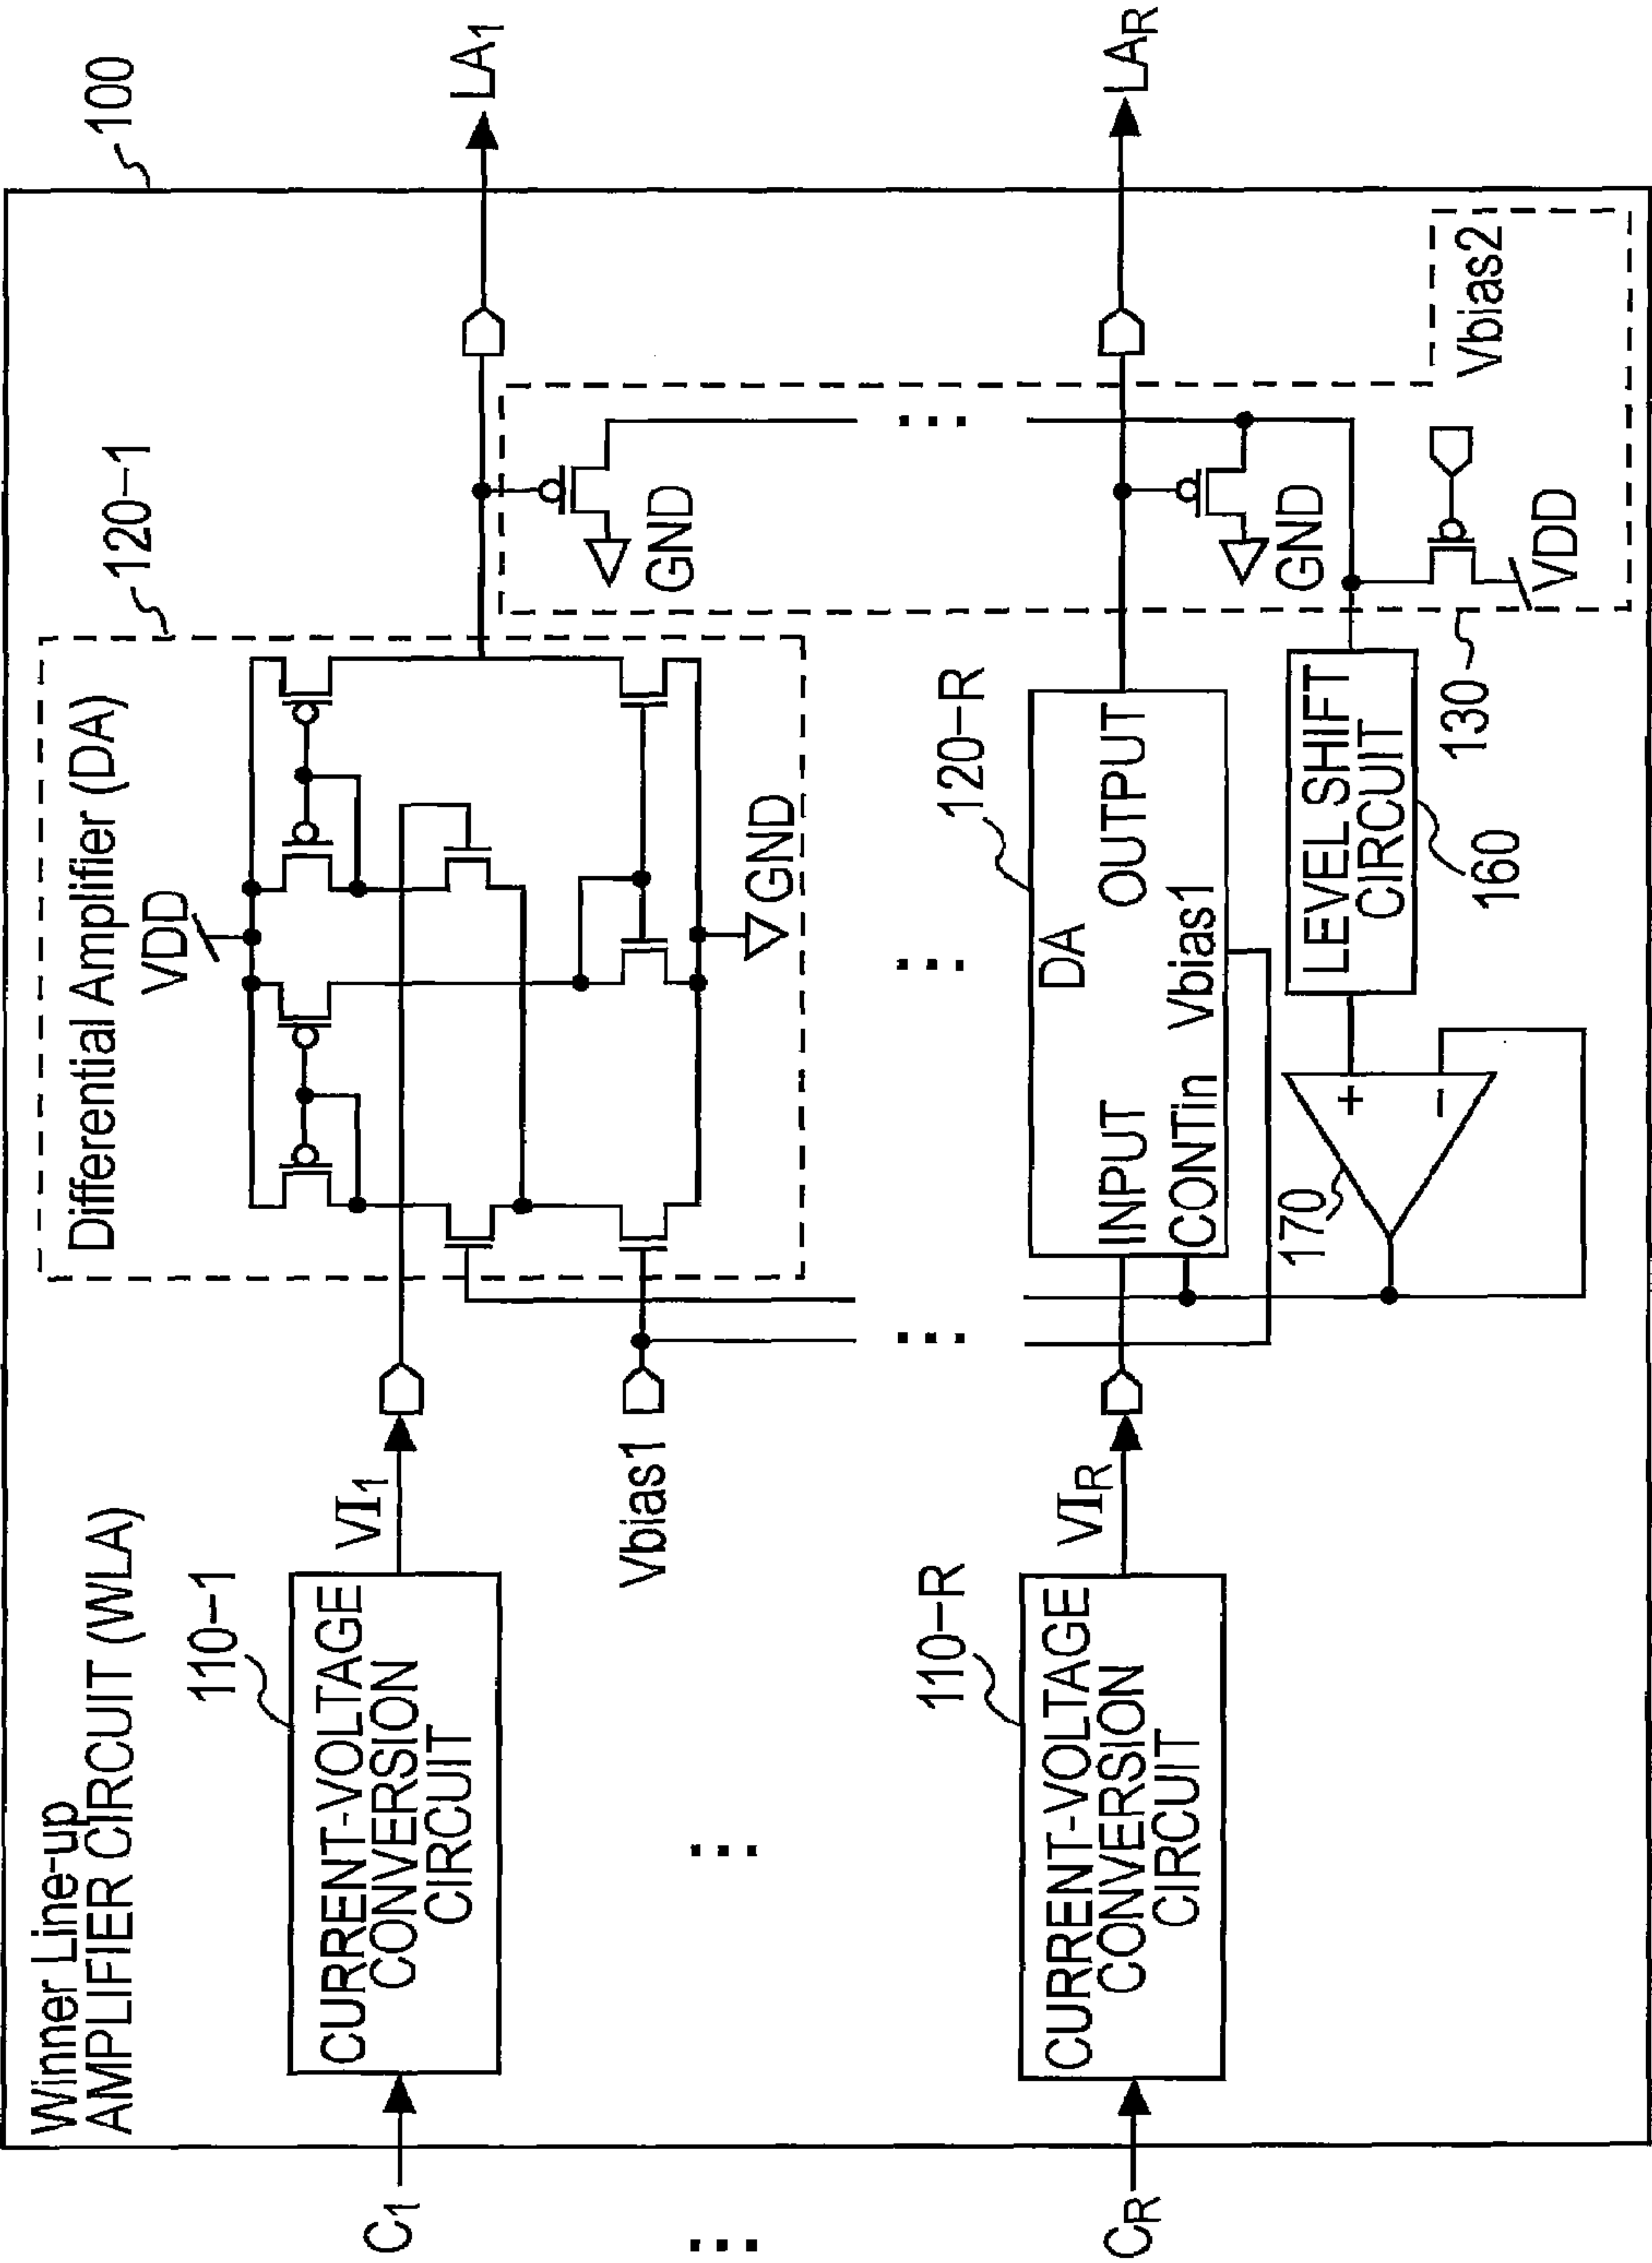 Winner Line-up
AMPLIFIER CIRCUIT (WLA)
100
C1
110-1
CURRENT-VOLTAGE
CONVERSION
CIRCUIT
VI1
Differential Amplifier (DA)
120-1
VDD
GND
Vbias1
LA1
GND
...
...
...
...
...
CR
110-R
CURRENT-VOLTAGE
CONVERSION
CIRCUIT
VIR
120-R
DA
INPUT
OUTPUT
CONTin
Vbias1
LAR
GND
Vbias2
VDD
130
LEVEL SHIFT
CIRCUIT
160
170
+
−